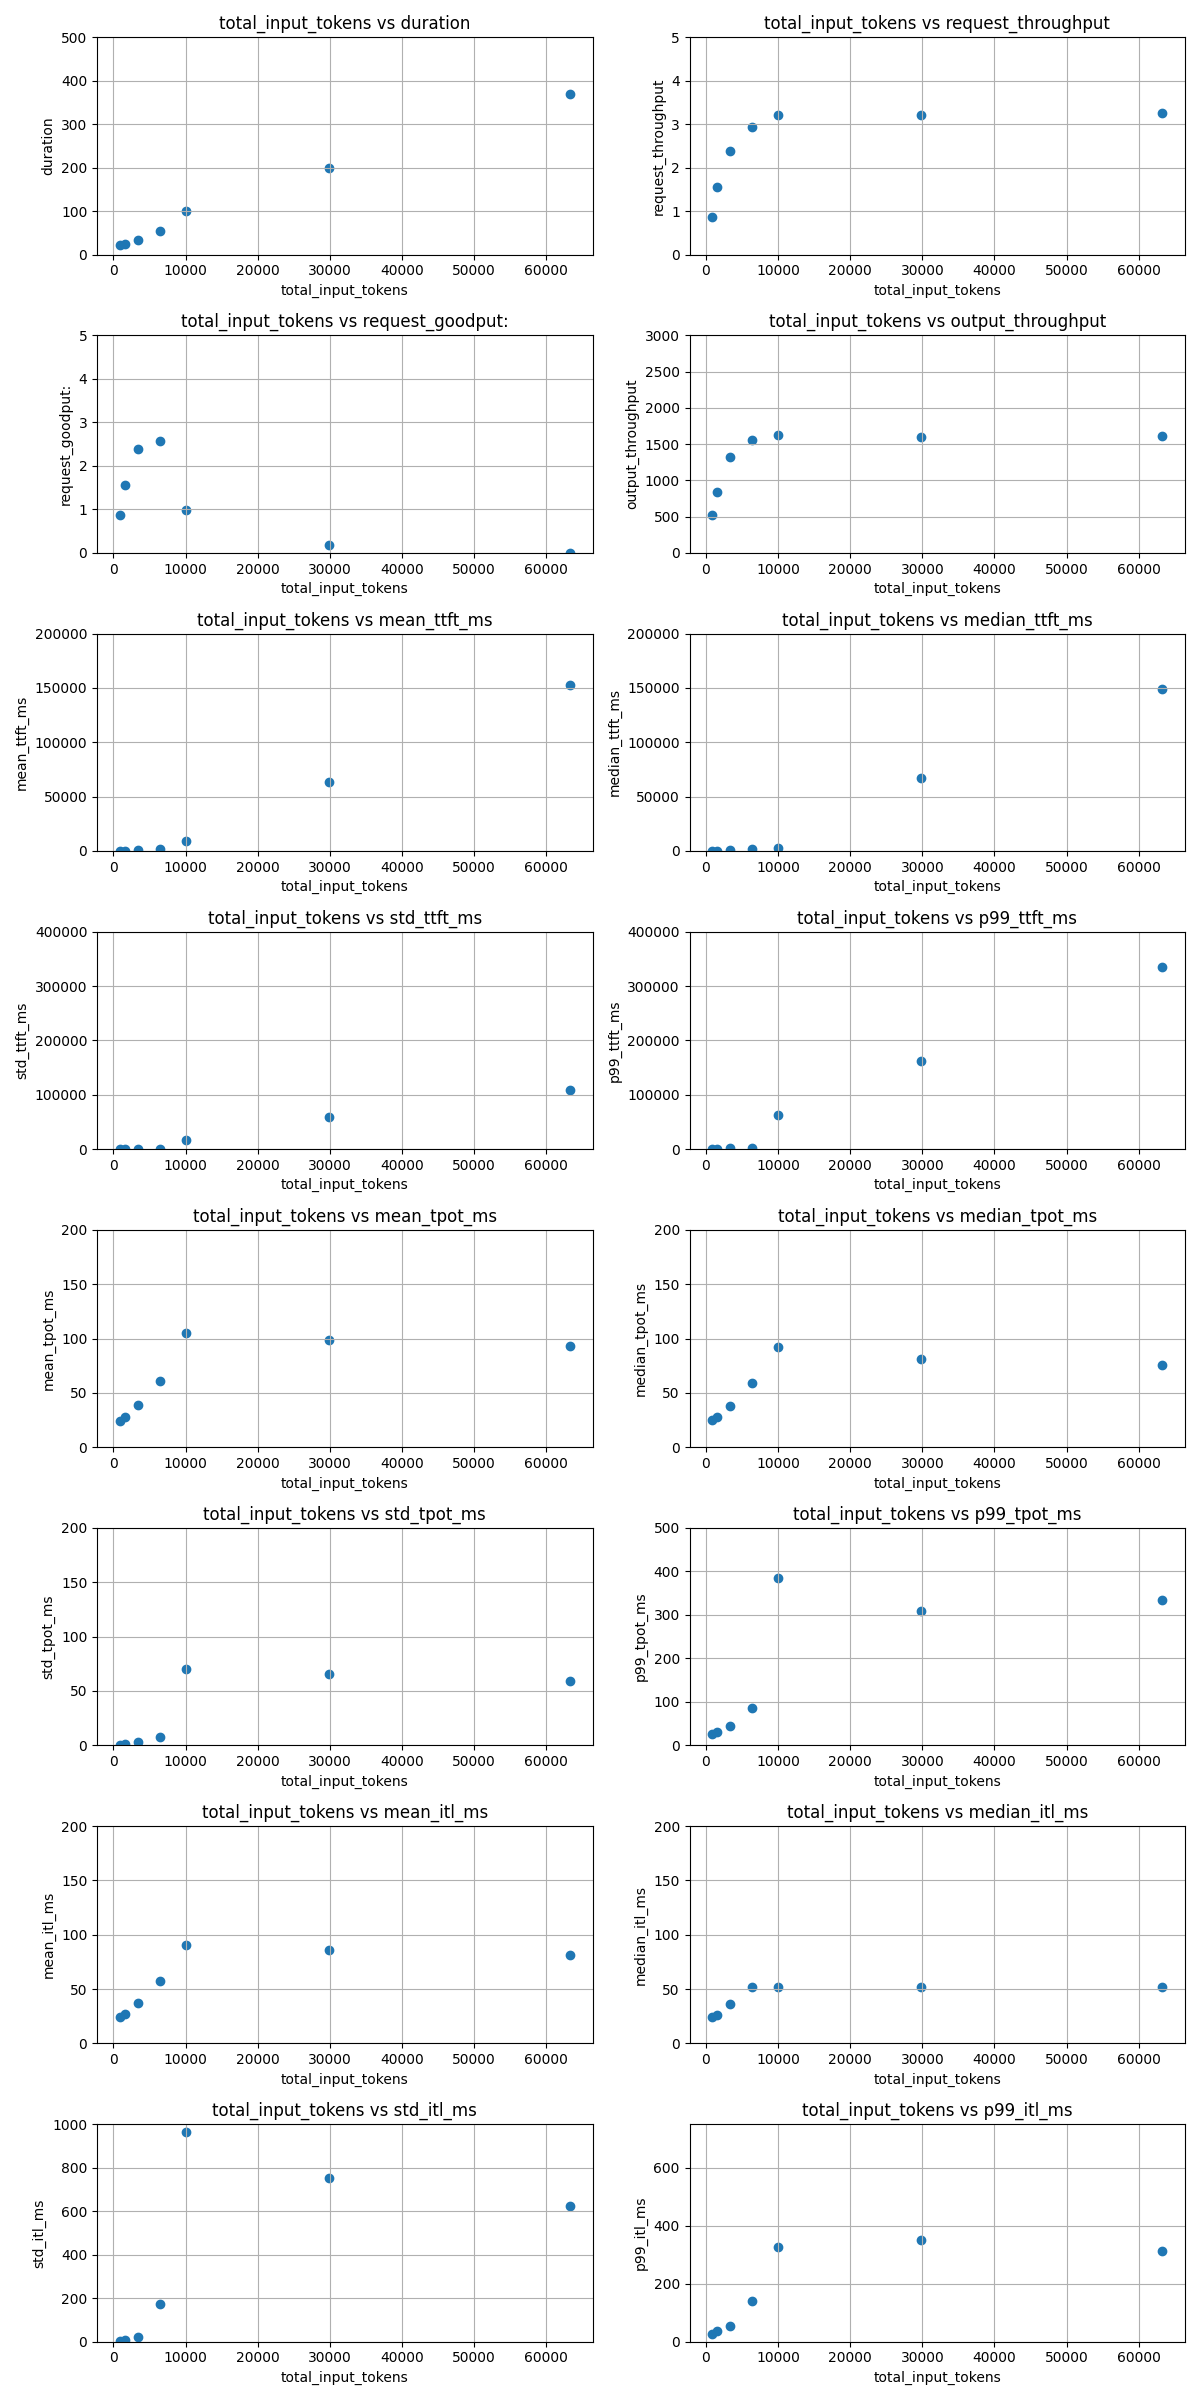 total_input_tokens vs duration
500
400
300
200
100
0
duration
0 10000 20000 30000 40000 50000 60000
total_input_tokens
total_input_tokens vs request_throughput
5
4
3
2
1
0
request_throughput
0 10000 20000 30000 40000 50000 60000
total_input_tokens
total_input_tokens vs request_goodput:
5
4
3
2
1
0
request_goodput:
0 10000 20000 30000 40000 50000 60000
total_input_tokens
total_input_tokens vs output_throughput
3000
2500
2000
1500
1000
500
0
output_throughput
0 10000 20000 30000 40000 50000 60000
total_input_tokens
total_input_tokens vs mean_ttft_ms
200000
150000
100000
50000
0
mean_ttft_ms
0 10000 20000 30000 40000 50000 60000
total_input_tokens
total_input_tokens vs median_ttft_ms
200000
150000
100000
50000
0
median_ttft_ms
0 10000 20000 30000 40000 50000 60000
total_input_tokens
total_input_tokens vs std_ttft_ms
400000
300000
200000
100000
0
std_ttft_ms
0 10000 20000 30000 40000 50000 60000
total_input_tokens
total_input_tokens vs p99_ttft_ms
400000
300000
200000
100000
0
p99_ttft_ms
0 10000 20000 30000 40000 50000 60000
total_input_tokens
total_input_tokens vs mean_tpot_ms
200
150
100
50
0
mean_tpot_ms
0 10000 20000 30000 40000 50000 60000
total_input_tokens
total_input_tokens vs median_tpot_ms
200
150
100
50
0
median_tpot_ms
0 10000 20000 30000 40000 50000 60000
total_input_tokens
total_input_tokens vs std_tpot_ms
200
150
100
50
0
std_tpot_ms
0 10000 20000 30000 40000 50000 60000
total_input_tokens
total_input_tokens vs p99_tpot_ms
500
400
300
200
100
0
p99_tpot_ms
0 10000 20000 30000 40000 50000 60000
total_input_tokens
total_input_tokens vs mean_itl_ms
200
150
100
50
0
mean_itl_ms
0 10000 20000 30000 40000 50000 60000
total_input_tokens
total_input_tokens vs median_itl_ms
200
150
100
50
0
median_itl_ms
0 10000 20000 30000 40000 50000 60000
total_input_tokens
total_input_tokens vs std_itl_ms
1000
800
600
400
200
0
std_itl_ms
0 10000 20000 30000 40000 50000 60000
total_input_tokens
total_input_tokens vs p99_itl_ms
600
400
200
0
p99_itl_ms
0 10000 20000 30000 40000 50000 60000
total_input_tokens